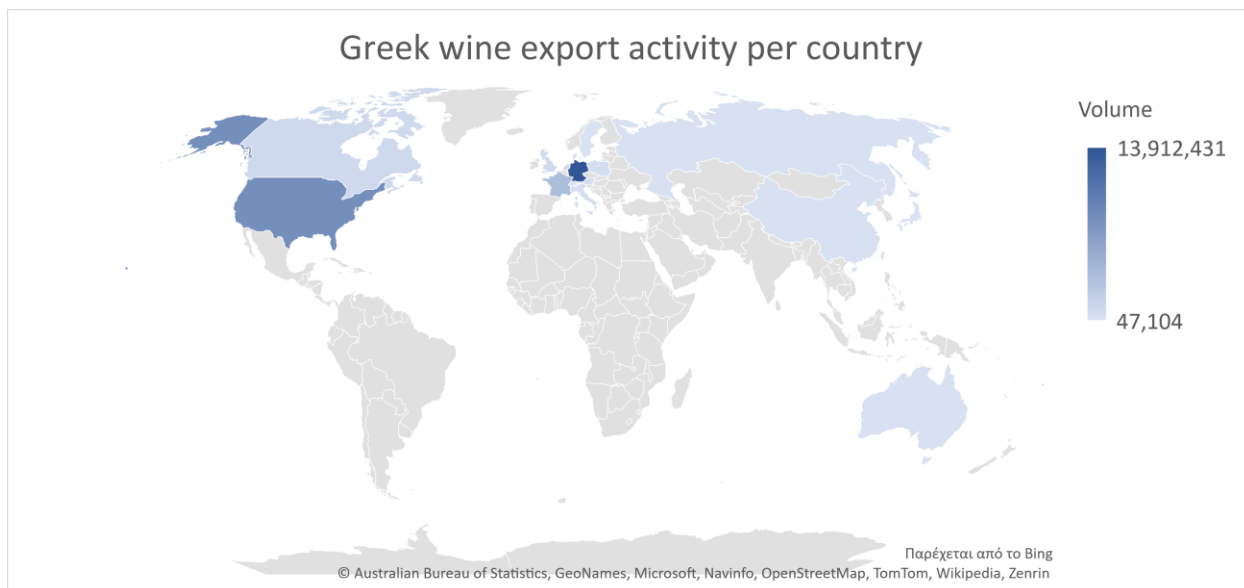 Greek wine export activity per country
Volume
13,912,431
47,104
Παρέχεται από το Bing
© Australian Bureau of Statistics, GeoNames, Microsoft, Navinfo, OpenStreetMap, TomTom, Wikipedia, Zenrin